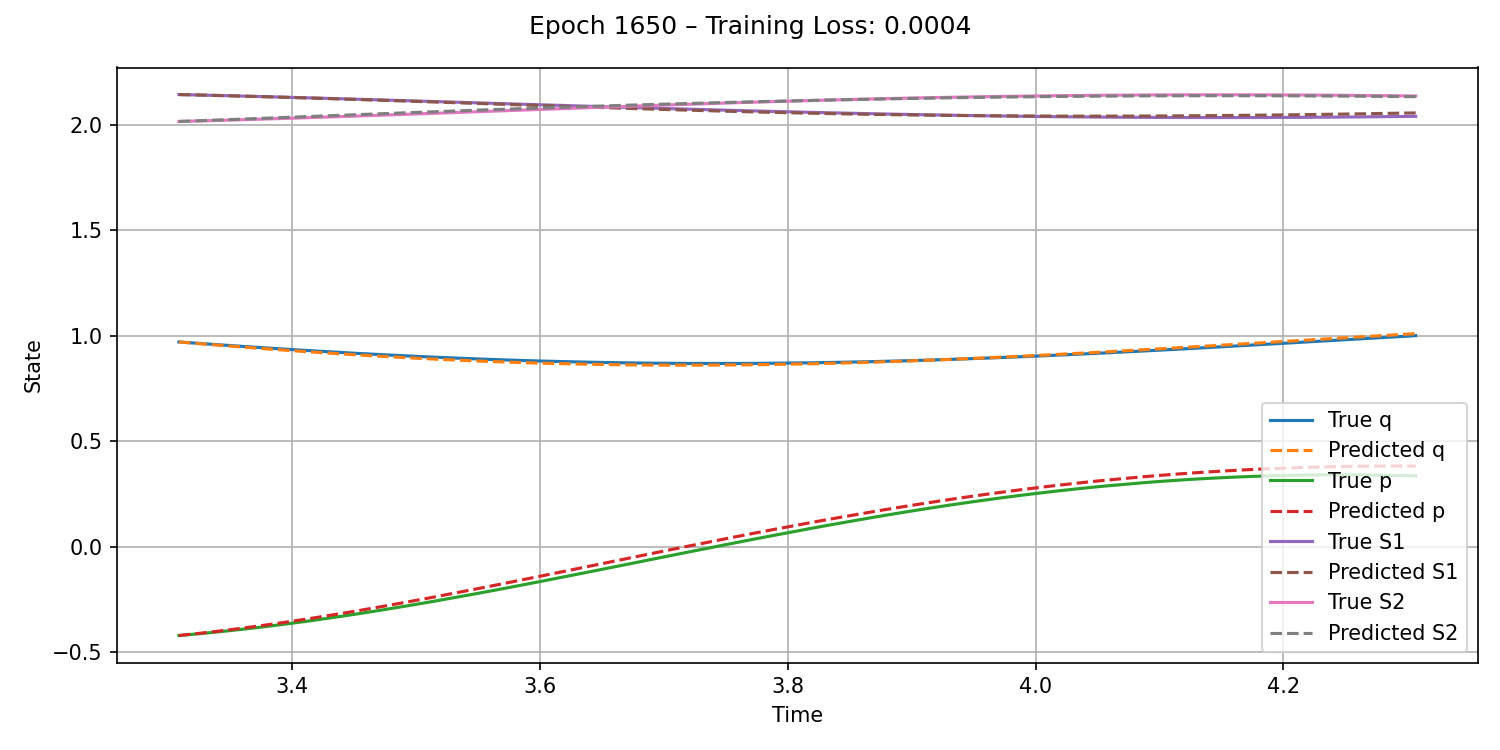 Epoch 1650 – Training Loss: 0.0004
2.0
1.5
1.0
0.5
0.0
−0.5
State
3.4 3.6 3.8 4.0 4.2
Time
True q
Predicted q
True p
Predicted p
True S1
Predicted S1
True S2
Predicted S2